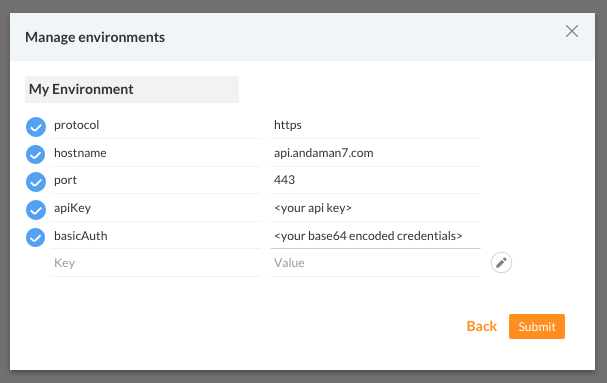 Manage environments
My Environment
protocol https
hostname api.andaman7.com
port 443
apiKey <your api key>
basicAuth <your base64 encoded credentials>
Key Value
Back Submit